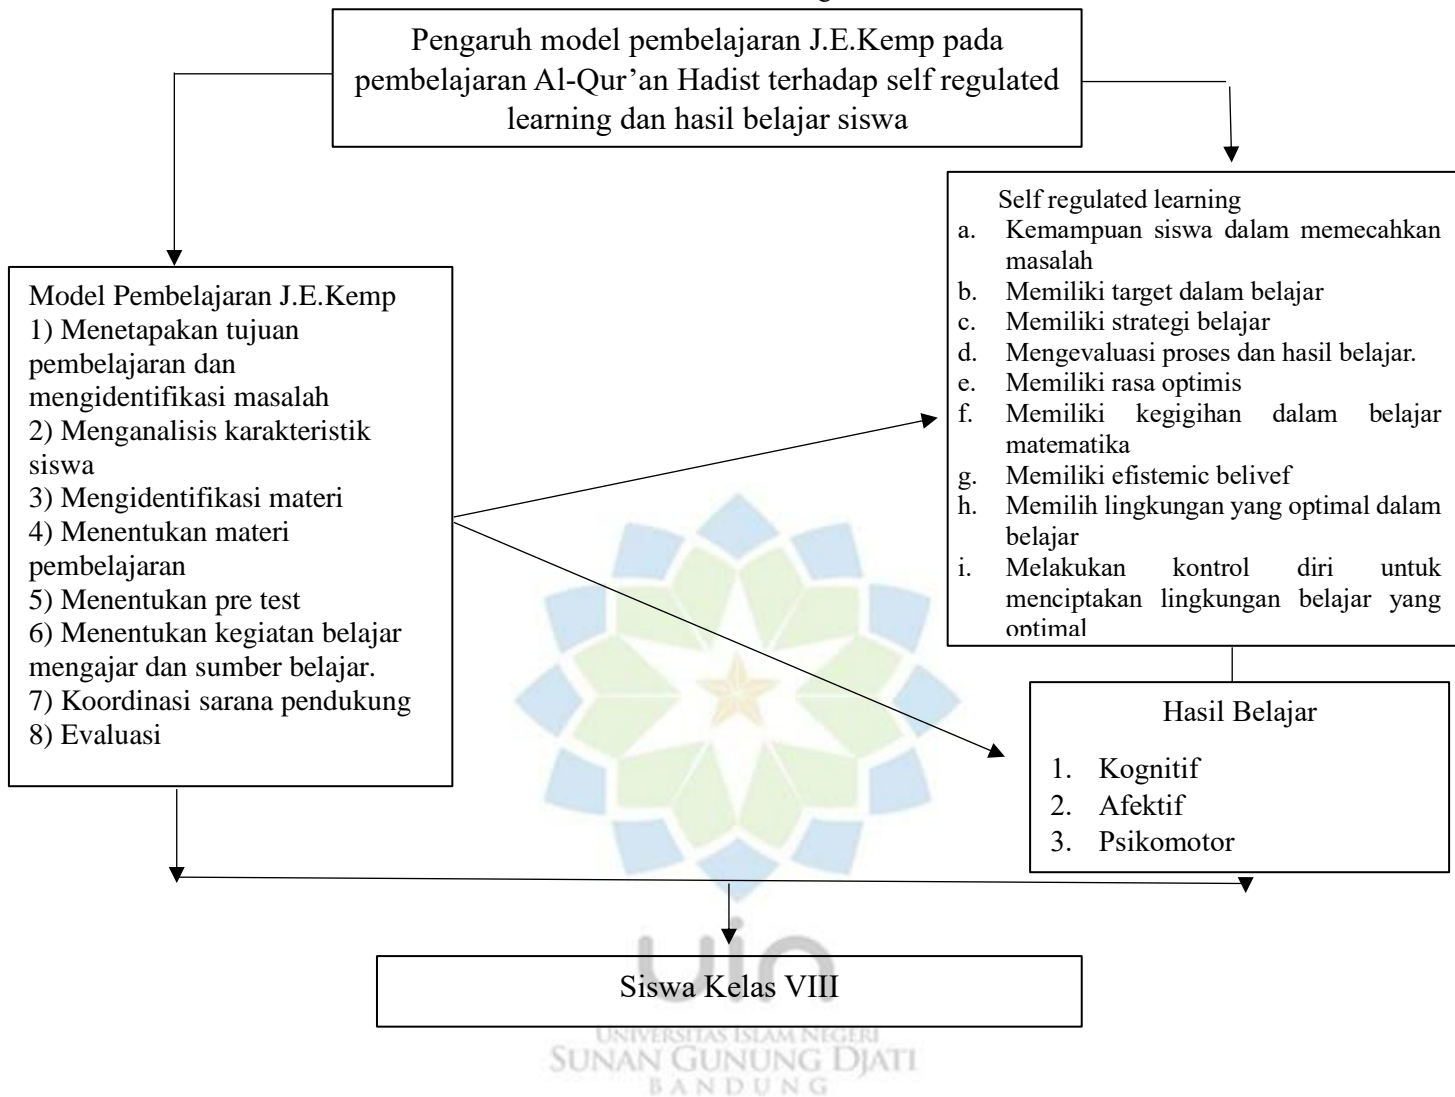 Pengaruh model pembelajaran J.E.Kemp pada
pembelajaran Al-Qur’an Hadist terhadap self regulated
learning dan hasil belajar siswa
Model Pembelajaran J.E.Kemp
1) Menetapakan tujuan
pembelajaran dan
mengidentifikasi masalah
2) Menganalisis karakteristik
siswa
3) Mengidentifikasi materi
4) Menentukan materi
pembelajaran
5) Menentukan pre test
6) Menentukan kegiatan belajar
mengajar dan sumber belajar.
7) Koordinasi sarana pendukung
8) Evaluasi
Self regulated learning
a. Kemampuan siswa dalam memecahkan
masalah
b. Memiliki target dalam belajar
c. Memiliki strategi belajar
d. Mengevaluasi proses dan hasil belajar.
e. Memiliki rasa optimis
f. Memiliki kegigihan dalam belajar
matematika
g. Memiliki efistemic belivef
h. Memilih lingkungan yang optimal dalam
belajar
i. Melakukan kontrol diri untuk
menciptakan lingkungan belajar yang
optimal
Hasil Belajar
1. Kognitif
2. Afektif
3. Psikomotor
Siswa Kelas VIII
uin
UNIVERSITAS ISLAM NEGERI
SUNAN GUNUNG DJATI
BANDUNG